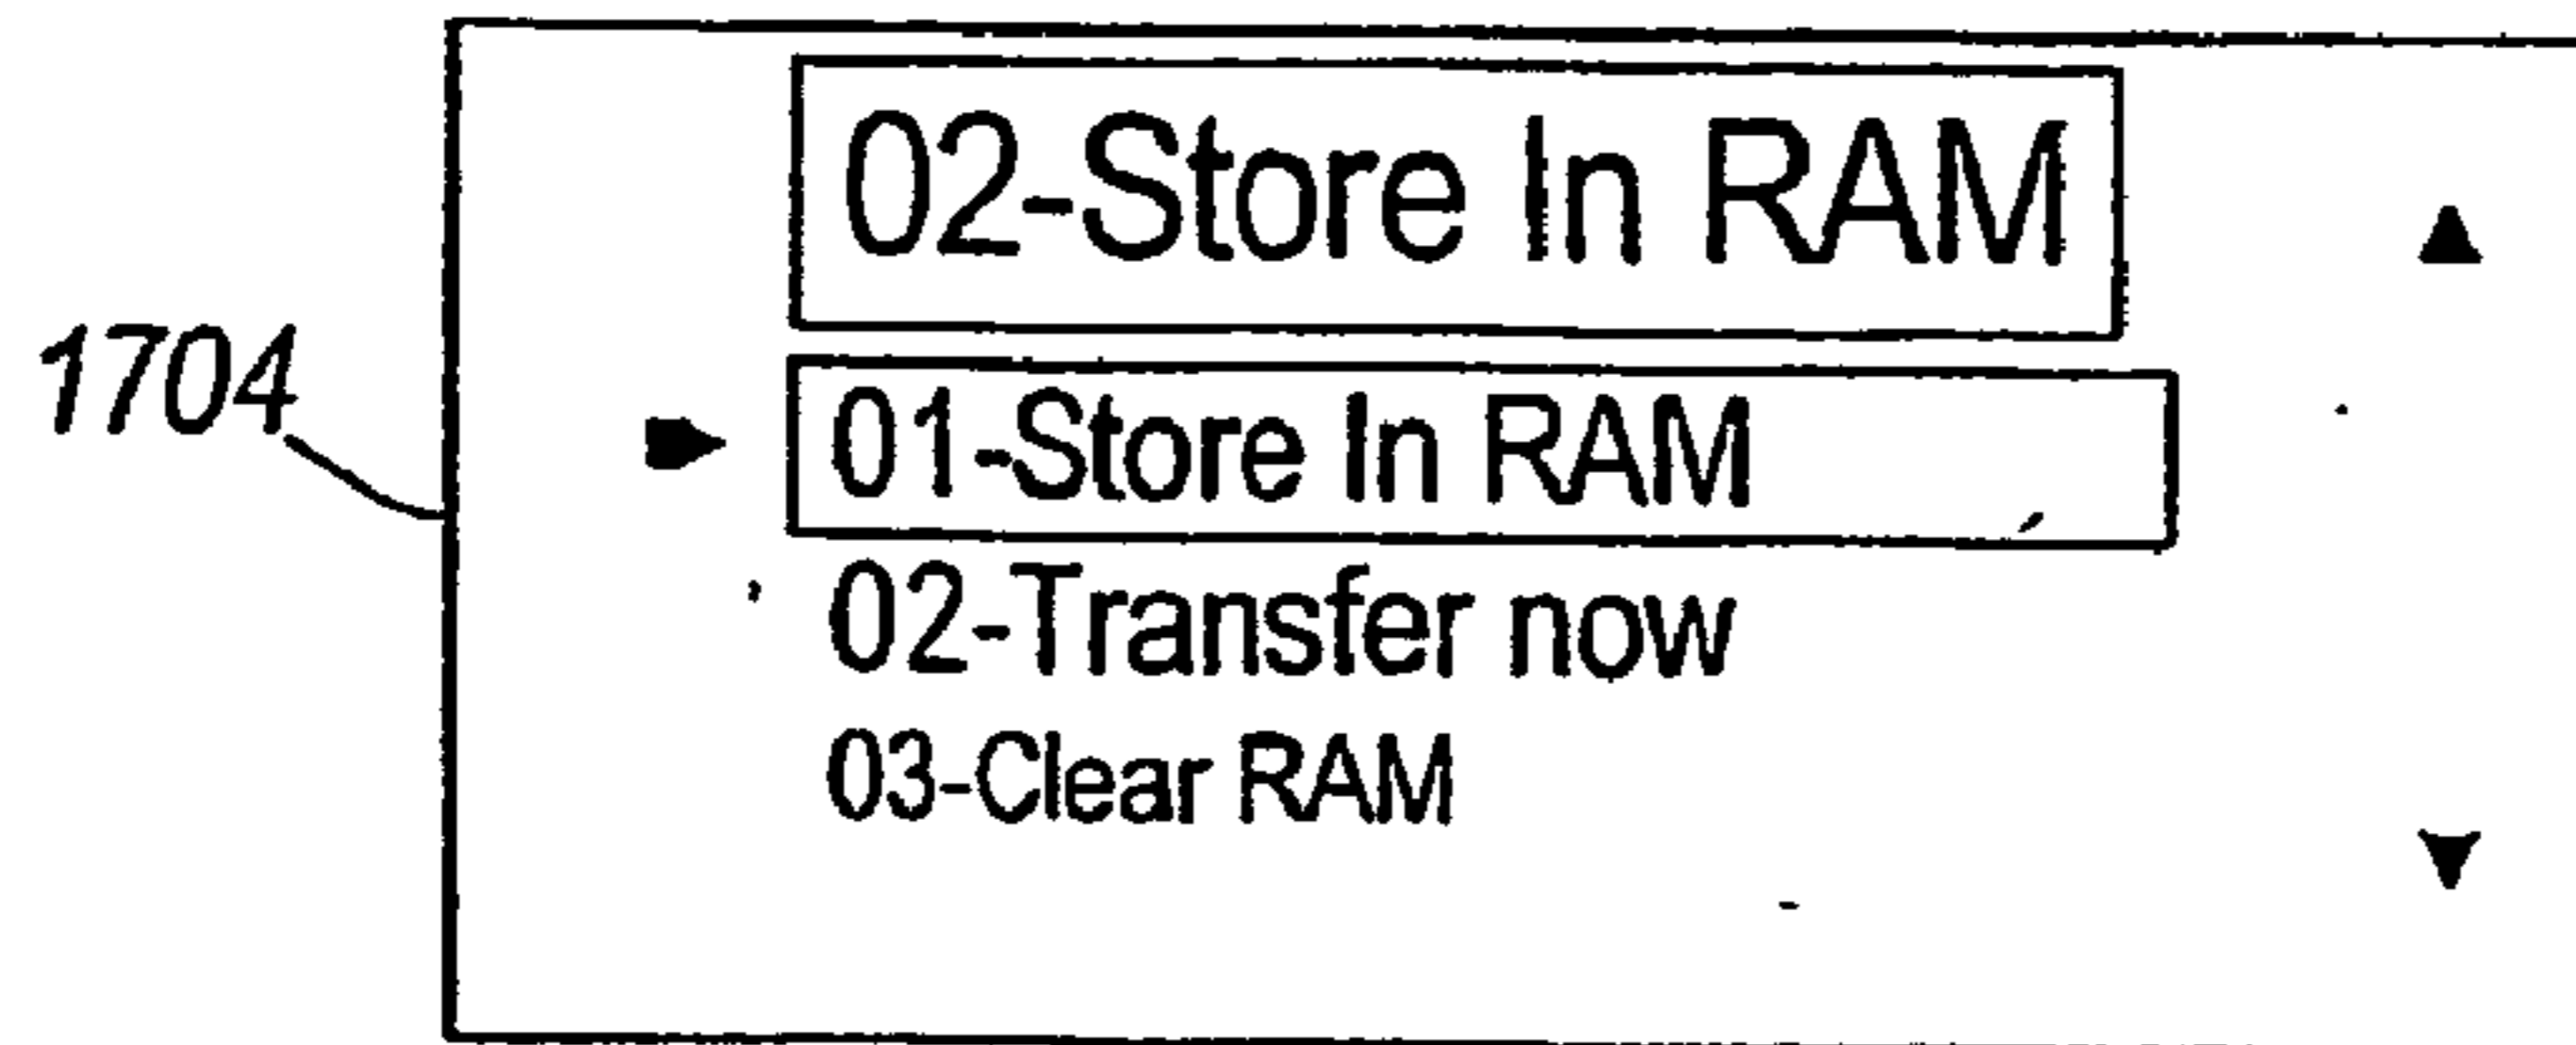 02-Store In RAM
1704
01-Store In RAM
02-Transfer now
03-Clear RAM